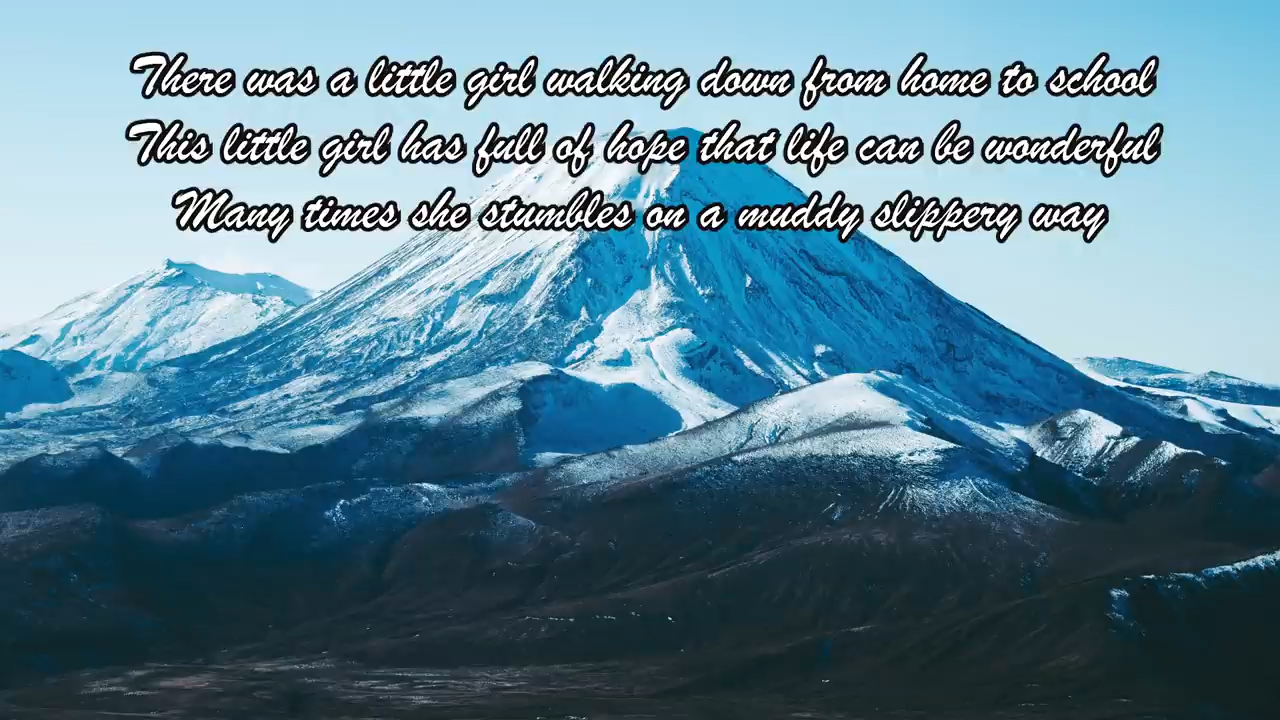 There was a little girl walking down from home to school
This little girl has full of hope that life can be wonderful
Many times she stumbles on a muddy slippery way